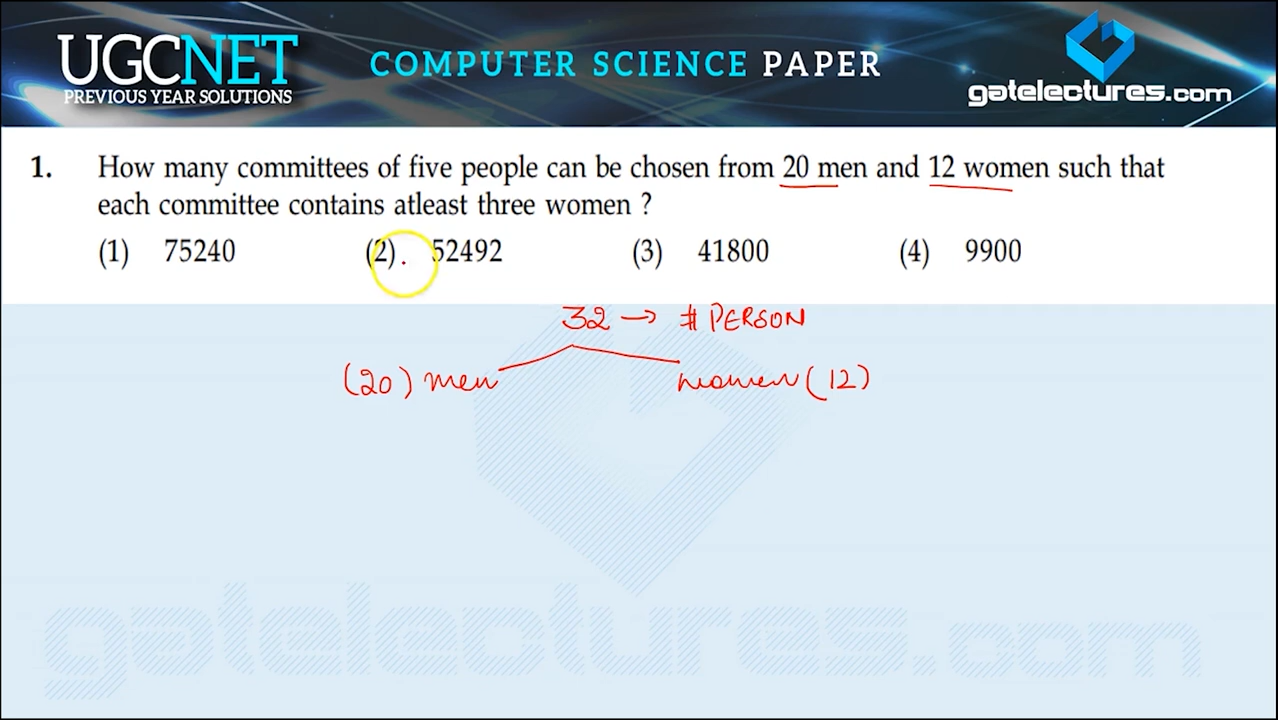 UGCNET
PREVIOUS YEAR SOLUTIONS
COMPUTER SCIENCE PAPER
gatelectures.com
1. How many committees of five people can be chosen from 20 men and 12 women such that
each committee contains atleast three women ?
(1) 75240 (2) 52492 (3) 41800 (4) 9900
32 → # PERSON
(20) men women (12)
gatelectures.com